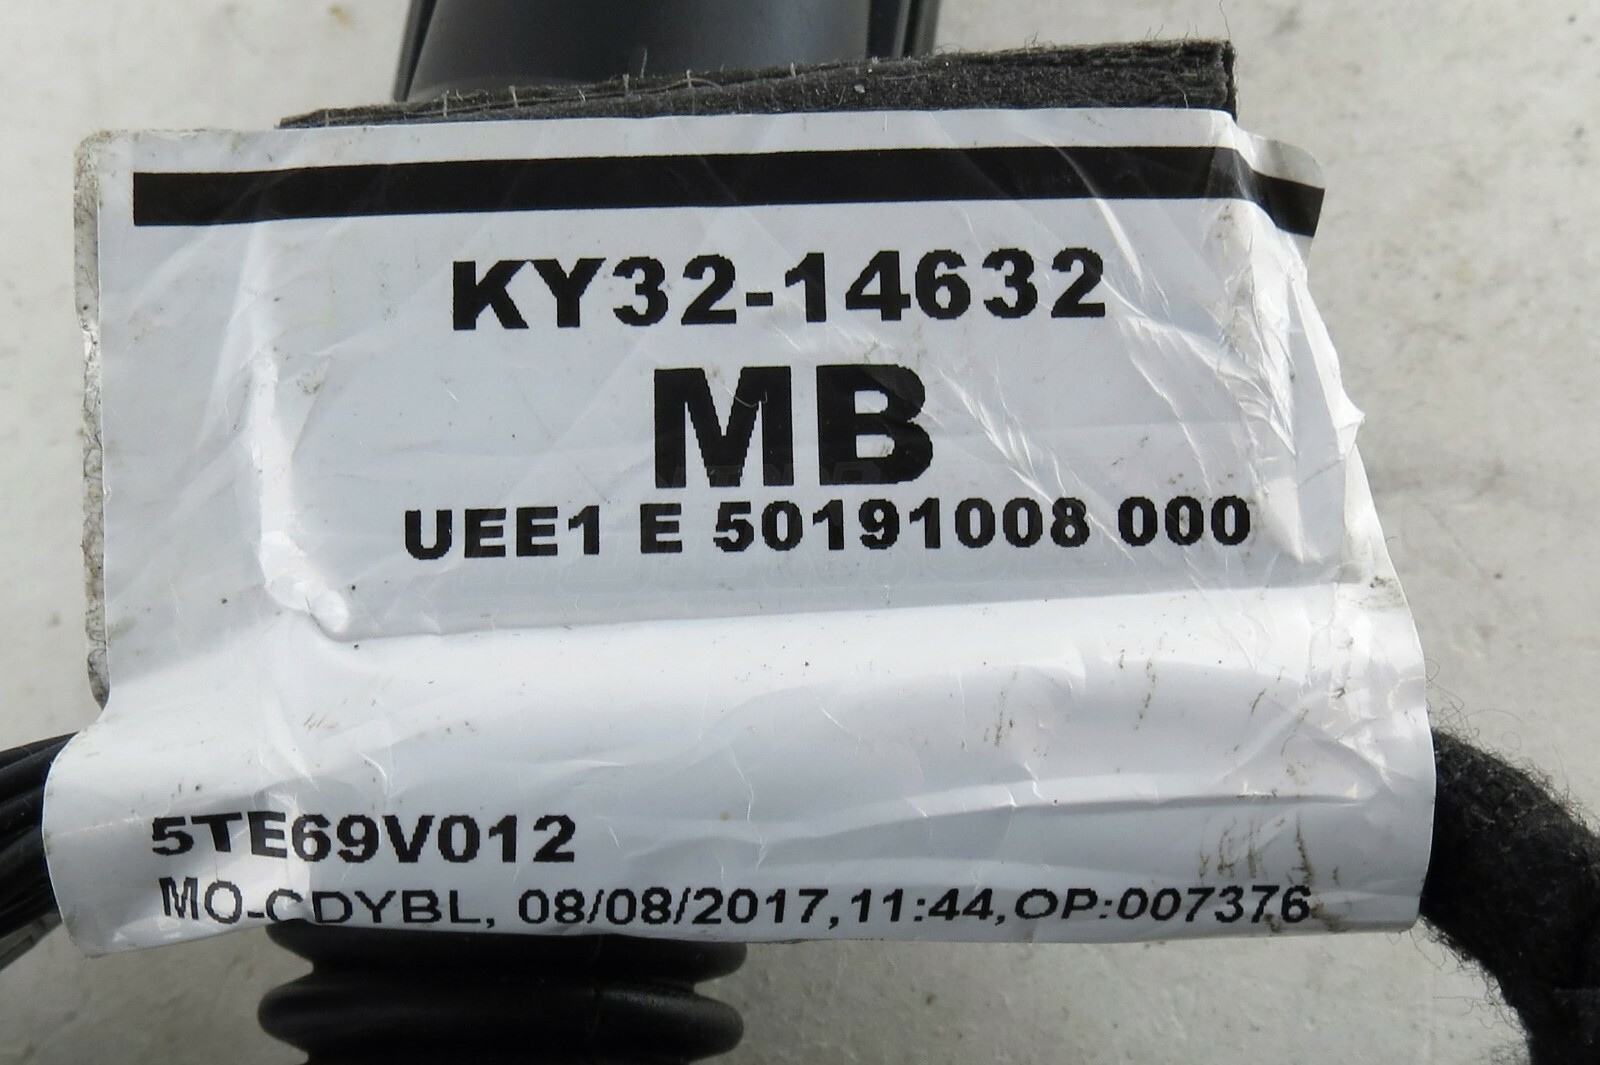 KY32-14632
MB
UEE1 E 50191008 000
5TE69V012
MO-CDYBL, 08/08/2017,11:44,OP:007376